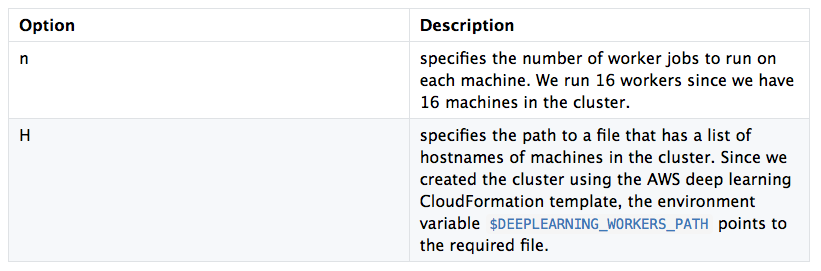 Option Description
n specifies the number of worker jobs to run on
each machine. We run 16 workers since we have
16 machines in the cluster.
H specifies the path to a file that has a list of
hostnames of machines in the cluster. Since we
created the cluster using the AWS deep learning
CloudFormation template, the environment
variable $DEEPLEARNING_WORKERS_PATH points to
the required file.